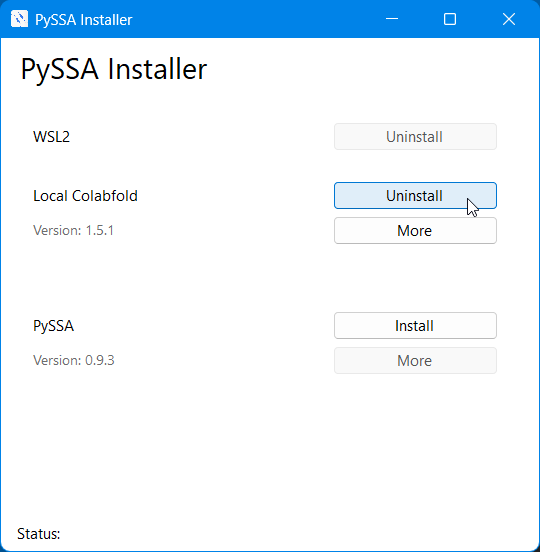 PySSA Installer
PySSA Installer
WSL2 Uninstall
Local Colabfold Uninstall
Version: 1.5.1 More
PySSA Install
Version: 0.9.3 More
Status: